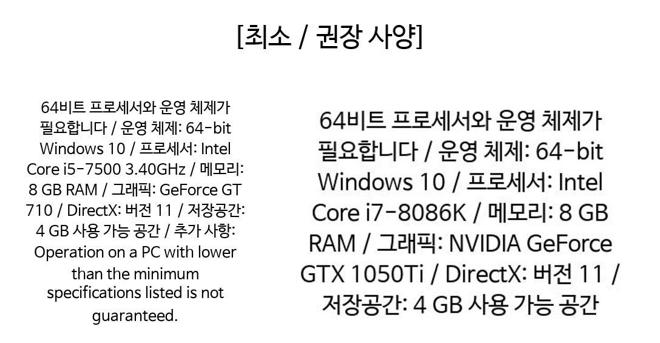 [최소 / 권장 사양]
64비트 프로세서와 운영 체제가
필요합니다 / 운영 체제: 64-bit
Windows 10 / 프로세서: Intel
Core i5-7500 3.40GHz / 메모리:
8 GB RAM / 그래픽: GeForce GT
710 / DirectX: 버전 11 / 저장공간:
4 GB 사용 가능 공간 / 추가 사항:
Operation on a PC with lower
than the minimum
specifications listed is not
guaranteed.
64비트 프로세서와 운영 체제가
필요합니다 / 운영 체제: 64-bit
Windows 10 / 프로세서: Intel
Core i7-8086K / 메모리: 8 GB
RAM / 그래픽: NVIDIA GeForce
GTX 1050Ti / DirectX: 버전 11 /
저장공간: 4 GB 사용 가능 공간